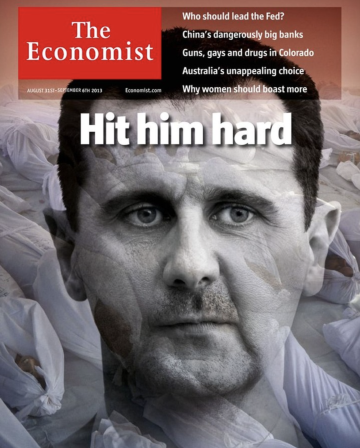 The
Economist
AUGUST 31ST–SEPTEMBER 6TH 2013
Economist.com
Who should lead the Fed?
China's dangerously big banks
Guns, gays and drugs in Colorado
Australia's unappealing choice
Why women should boast more
Hit him hard